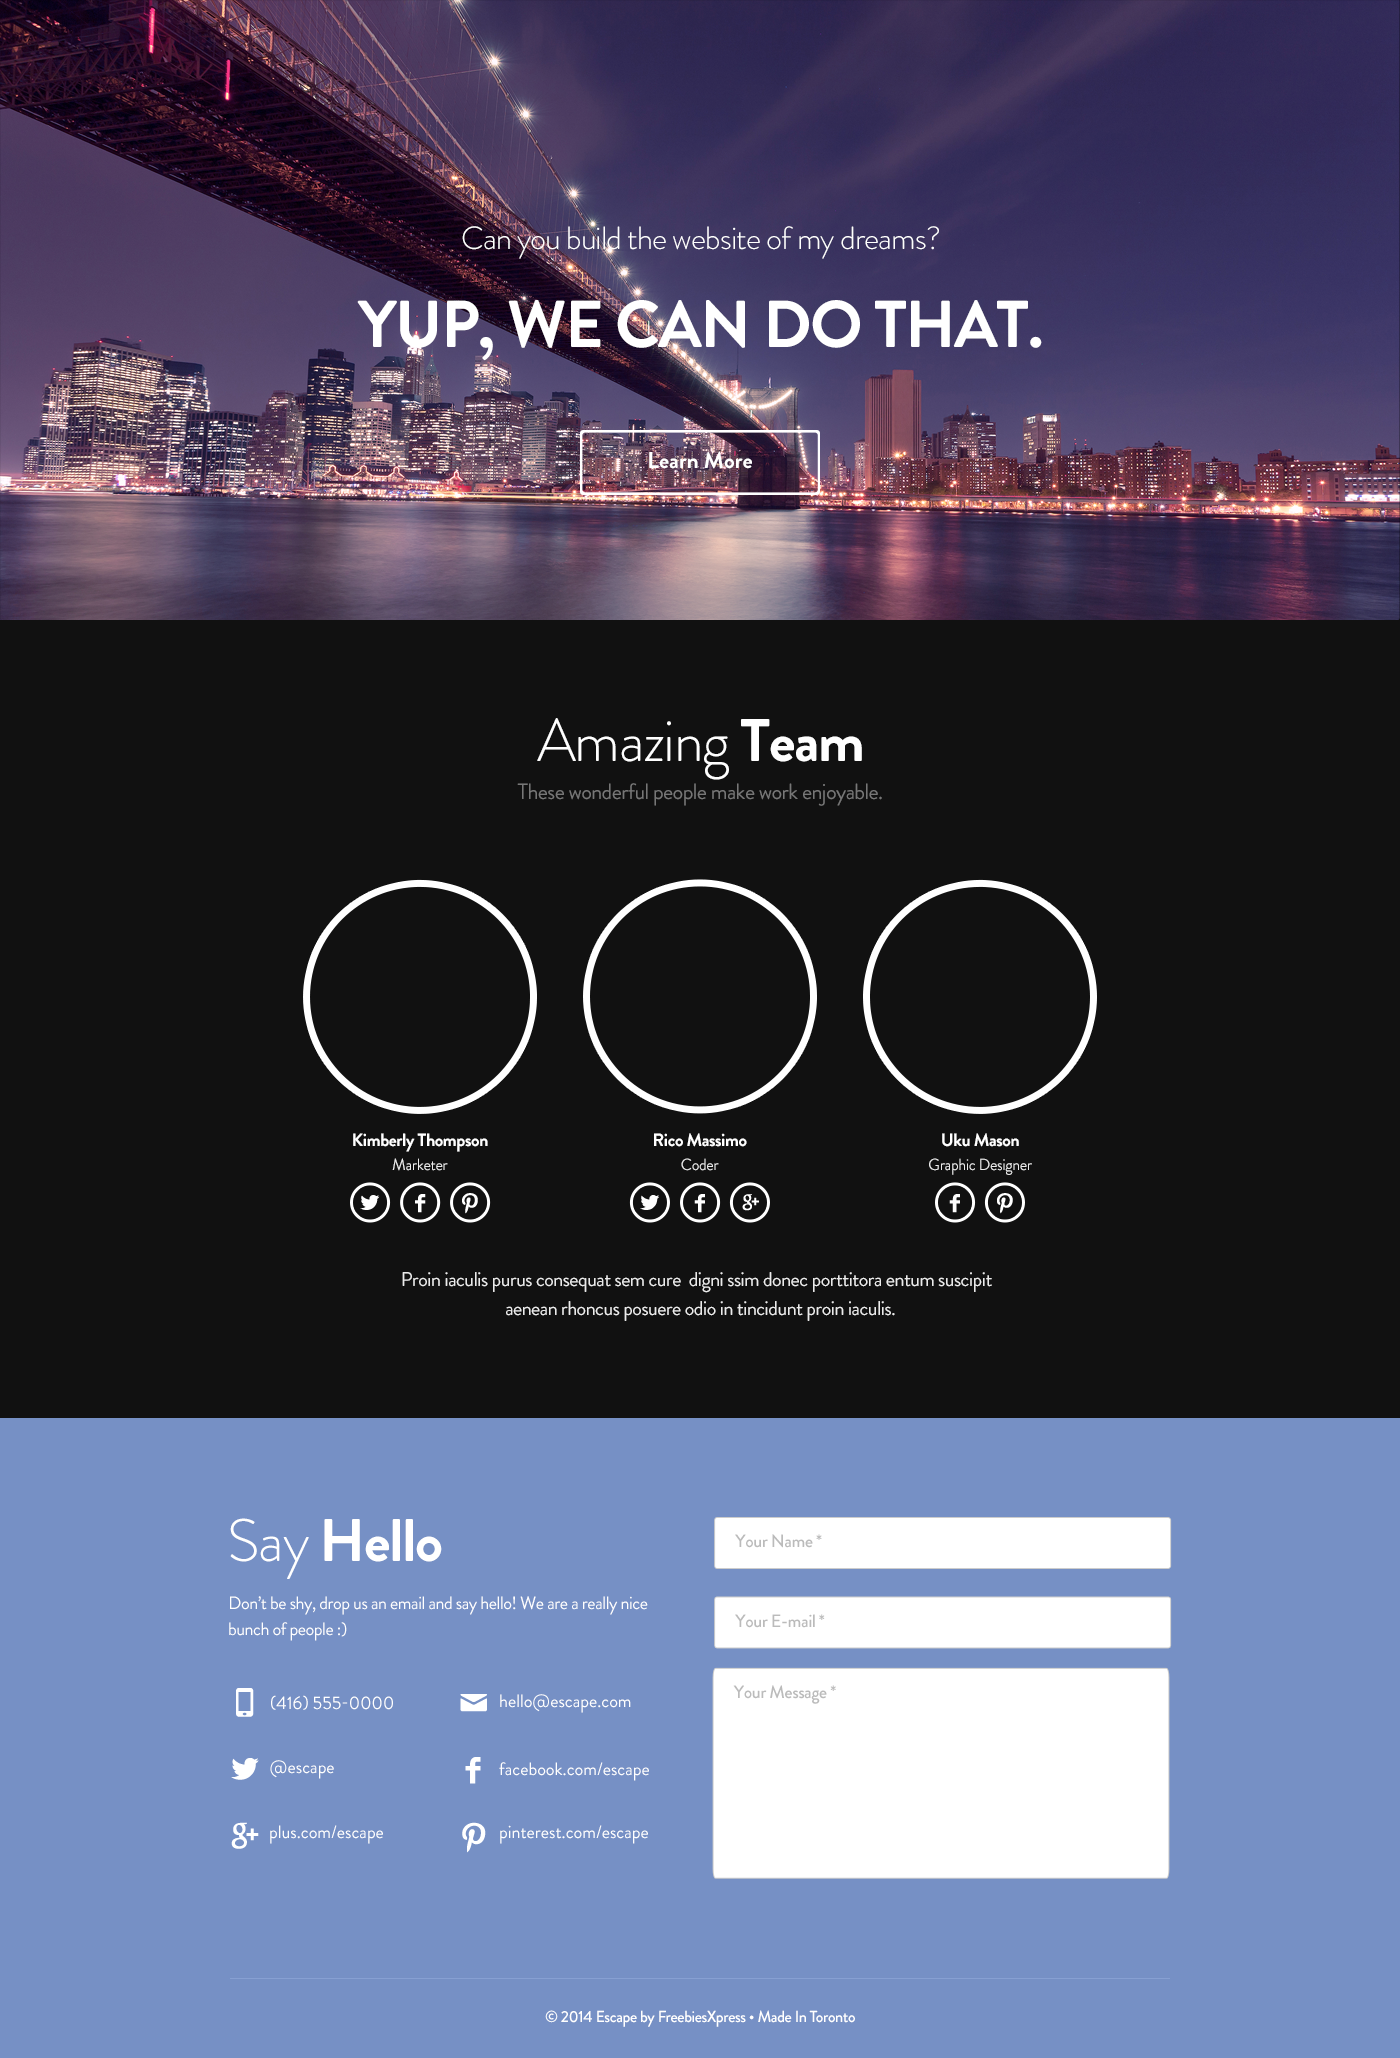 Can you build the website of my dreams?
YUP, WE CAN DO THAT.
Learn More
Amazing Team
These wonderful people make work enjoyable.
Kimberly Thompson
Marketer
Rico Massimo
Coder
Uku Mason
Graphic Designer
Proin iaculis purus consequat sem cure  digni ssim donec porttitora entum suscipit
aenean rhoncus posuere odio in tincidunt proin iaculis.
Say Hello
Don't be shy, drop us an email and say hello! We are a really nice
bunch of people :)
(416) 555-0000
hello@escape.com
@escape
facebook.com/escape
plus.com/escape
pinterest.com/escape
Your Name *
Your E-mail *
Your Message *
© 2014 Escape by FreebiesXpress • Made In Toronto